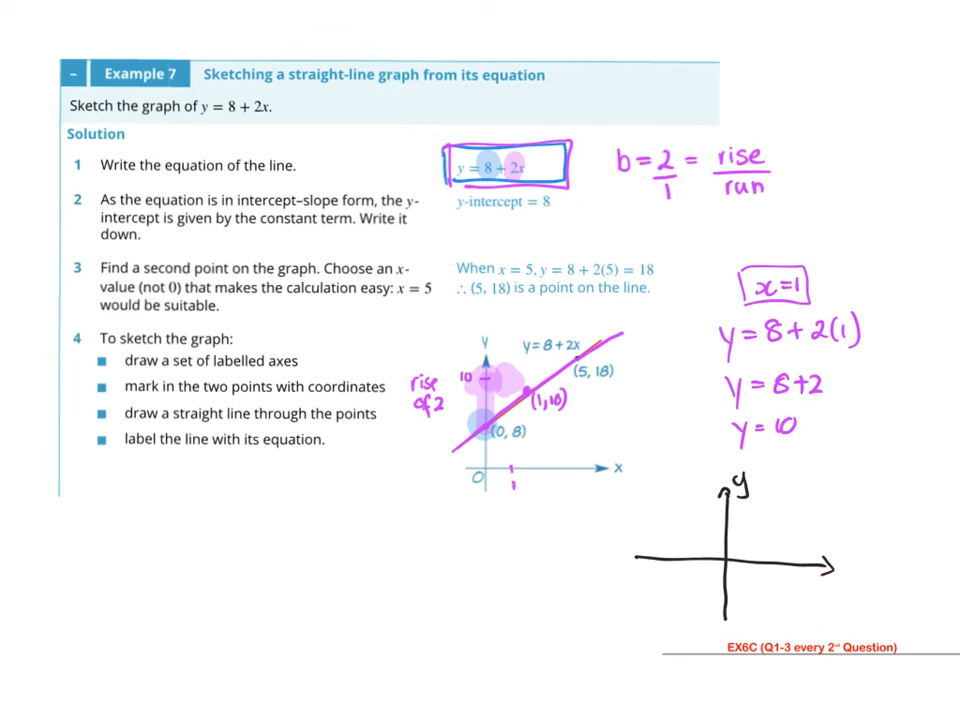 – Example 7 Sketching a straight-line graph from its equation
Sketch the graph of y = 8 + 2x.
Solution
1 Write the equation of the line.
y = 8 + 2x
b = 2/1 = rise/run
2 As the equation is in intercept–slope form, the y-
intercept is given by the constant term. Write it
down.
y-intercept = 8
3 Find a second point on the graph. Choose an x-
value (not 0) that makes the calculation easy: x = 5
would be suitable.
When x = 5, y = 8 + 2(5) = 18
∴ (5, 18) is a point on the line.
x=1
y = 8 + 2(1)
y = 8+2
y = 10
4 To sketch the graph:
■ draw a set of labelled axes
■ mark in the two points with coordinates
■ draw a straight line through the points
■ label the line with its equation.
y
y = 8 + 2x
10
(5, 18)
rise
of 2
(1,10)
(0, 8)
O
x
1
y
EX6C (Q1-3 every 2nd Question)